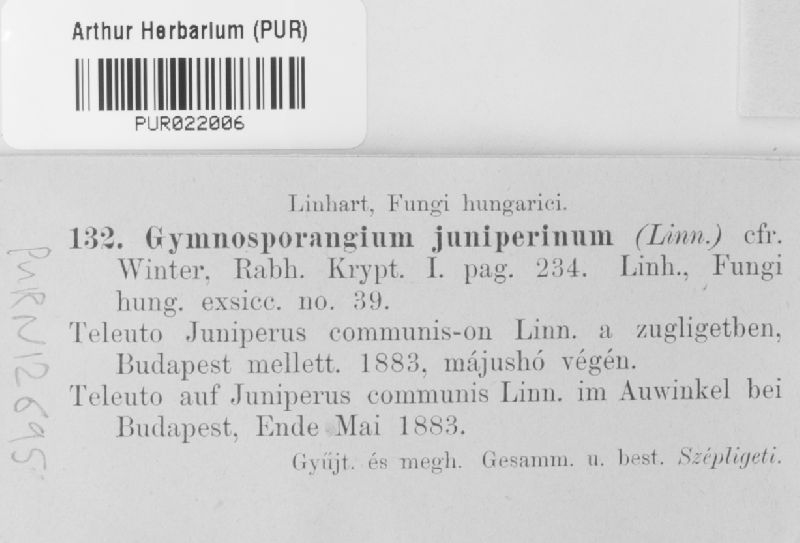 Arthur Herbarium (PUR)
PUR022006
Linhart, Fungi hungarici.
132. Gymnosporangium juniperinum (Linn.) cfr.
Winter, Rabh. Krypt. I. pag. 234. Linh., Fungi
hung. exsicc. no. 39.
Teleuto Juniperus communis-on Linn. a zugligetben,
Budapest mellett. 1883, májushó végén.
Teleuto auf Juniperus communis Linn. im Auwinkel bei
Budapest, Ende Mai 1883.
Gyűjt. és megh. Gesamm. u. best. Szépligeti.
PURN12695